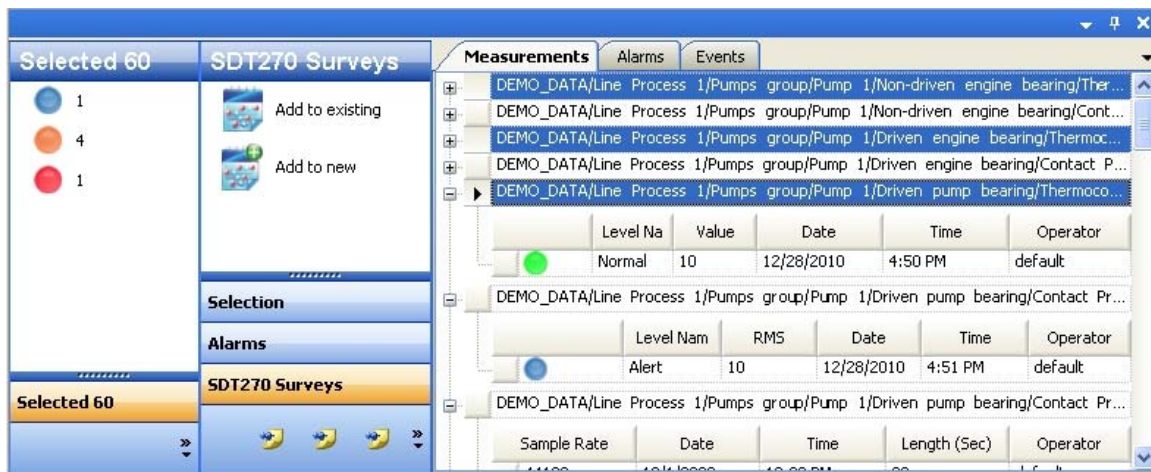 Selected 60
1
4
1
Selected 60
SDT270 Surveys
Add to existing
Add to new
Selection
Alarms
SDT270 Surveys
Measurements Alarms Events
DEMO_DATA/Line Process 1/Pumps group/Pump 1/Non-driven engine bearing/Ther...
DEMO_DATA/Line Process 1/Pumps group/Pump 1/Non-driven engine bearing/Cont...
DEMO_DATA/Line Process 1/Pumps group/Pump 1/Driven engine bearing/Thermoc...
DEMO_DATA/Line Process 1/Pumps group/Pump 1/Driven engine bearing/Contact P...
DEMO_DATA/Line Process 1/Pumps group/Pump 1/Driven pump bearing/Thermoco...
Level Na Value Date Time Operator
Normal 10 12/28/2010 4:50 PM default
DEMO_DATA/Line Process 1/Pumps group/Pump 1/Driven pump bearing/Contact Pr...
Level Nam RMS Date Time Operator
Alert 10 12/28/2010 4:51 PM default
DEMO_DATA/Line Process 1/Pumps group/Pump 1/Driven pump bearing/Contact Pr...
Sample Rate Date Time Length (Sec) Operator